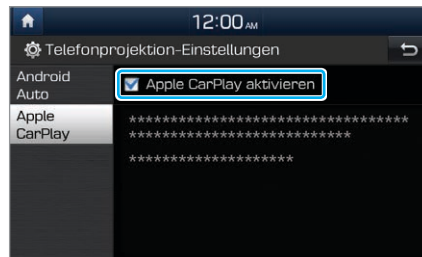 12:00 AM
Telefonprojektion-Einstellungen
Android
Auto
Apple CarPlay aktivieren
Apple
CarPlay
**********************************
***************************
********************